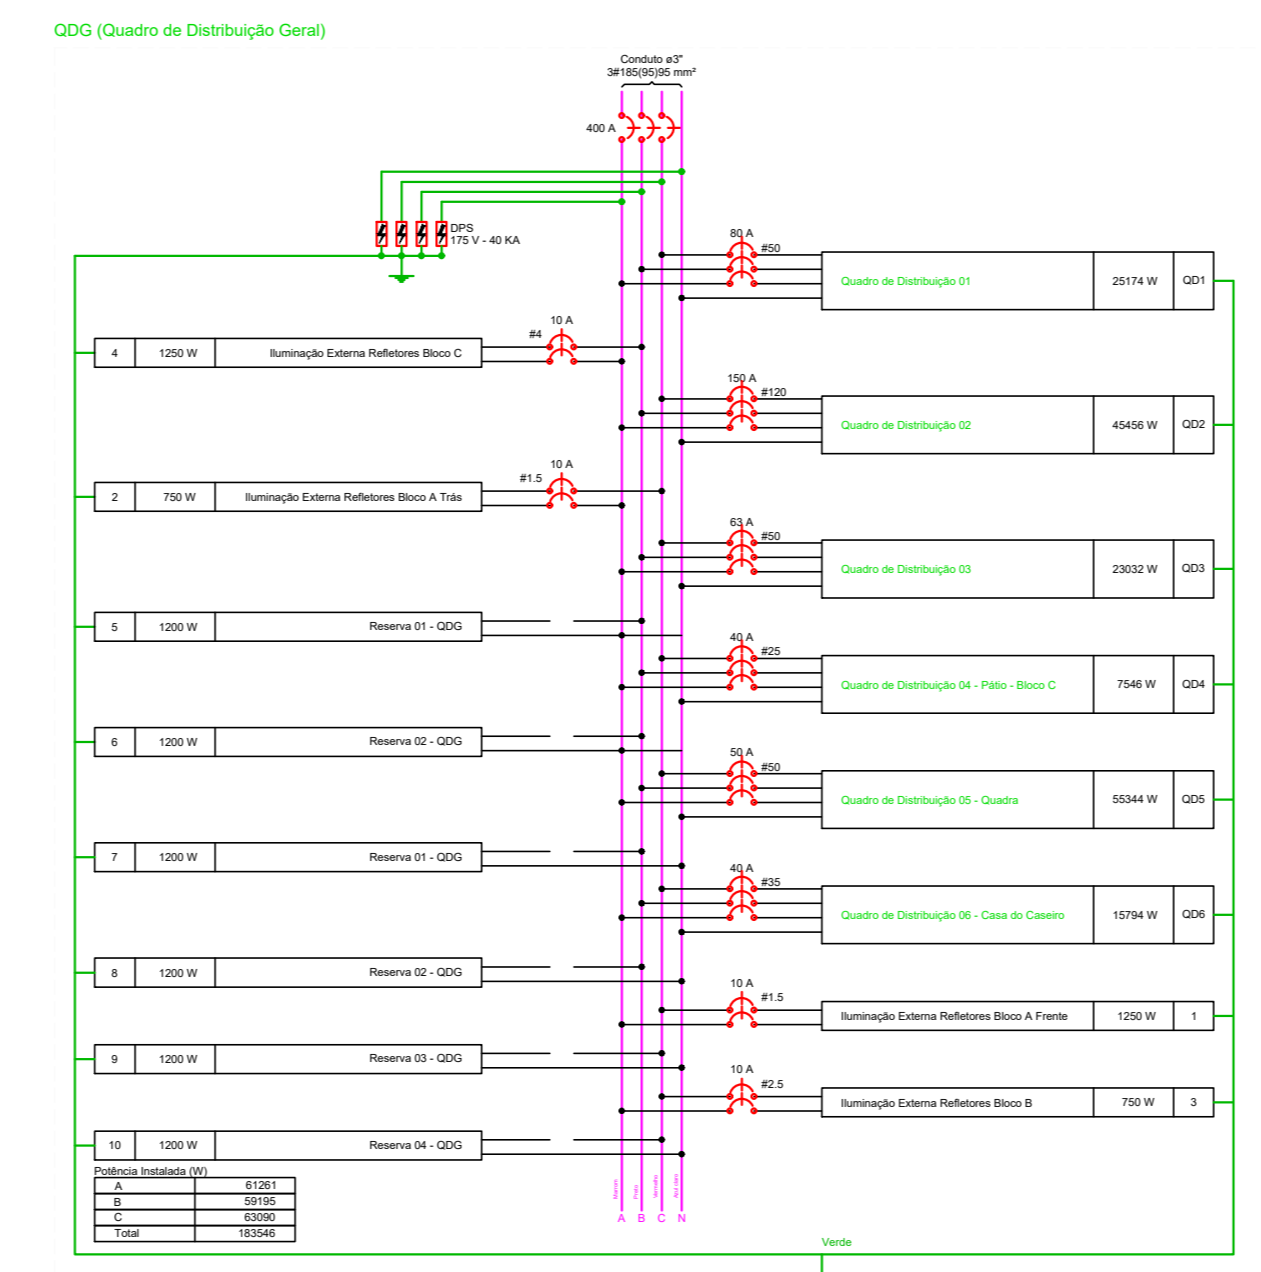 QDG (Quadro de Distribuição Geral)
Conduto ø3"
3#185(95)95 mm²
400 A
DPS
175 V - 40 KA
80 A
#50
Quadro de Distribuição 01
25174 W
QD1
10 A
#4
4
1250 W
Iluminação Externa Refletores Bloco C
150 A
#120
Quadro de Distribuição 02
45456 W
QD2
10 A
#1.5
2
750 W
Iluminação Externa Refletores Bloco A Trás
63 A
#50
Quadro de Distribuição 03
23032 W
QD3
5
1200 W
Reserva 01 - QDG
40 A
#25
Quadro de Distribuição 04 - Pátio - Bloco C
7546 W
QD4
6
1200 W
Reserva 02 - QDG
50 A
#50
Quadro de Distribuição 05 - Quadra
55344 W
QD5
7
1200 W
Reserva 01 - QDG
40 A
#35
Quadro de Distribuição 06 - Casa do Caseiro
15794 W
QD6
8
1200 W
Reserva 02 - QDG
10 A
#1.5
Iluminação Externa Refletores Bloco A Frente
1250 W
1
9
1200 W
Reserva 03 - QDG
10 A
#2.5
Iluminação Externa Refletores Bloco B
750 W
3
10
1200 W
Reserva 04 - QDG
Potência Instalada (W)
A 61261
B 59195
C 63090
Total 183546
Marrom
Preto
Vermelho
A B C N
Verde